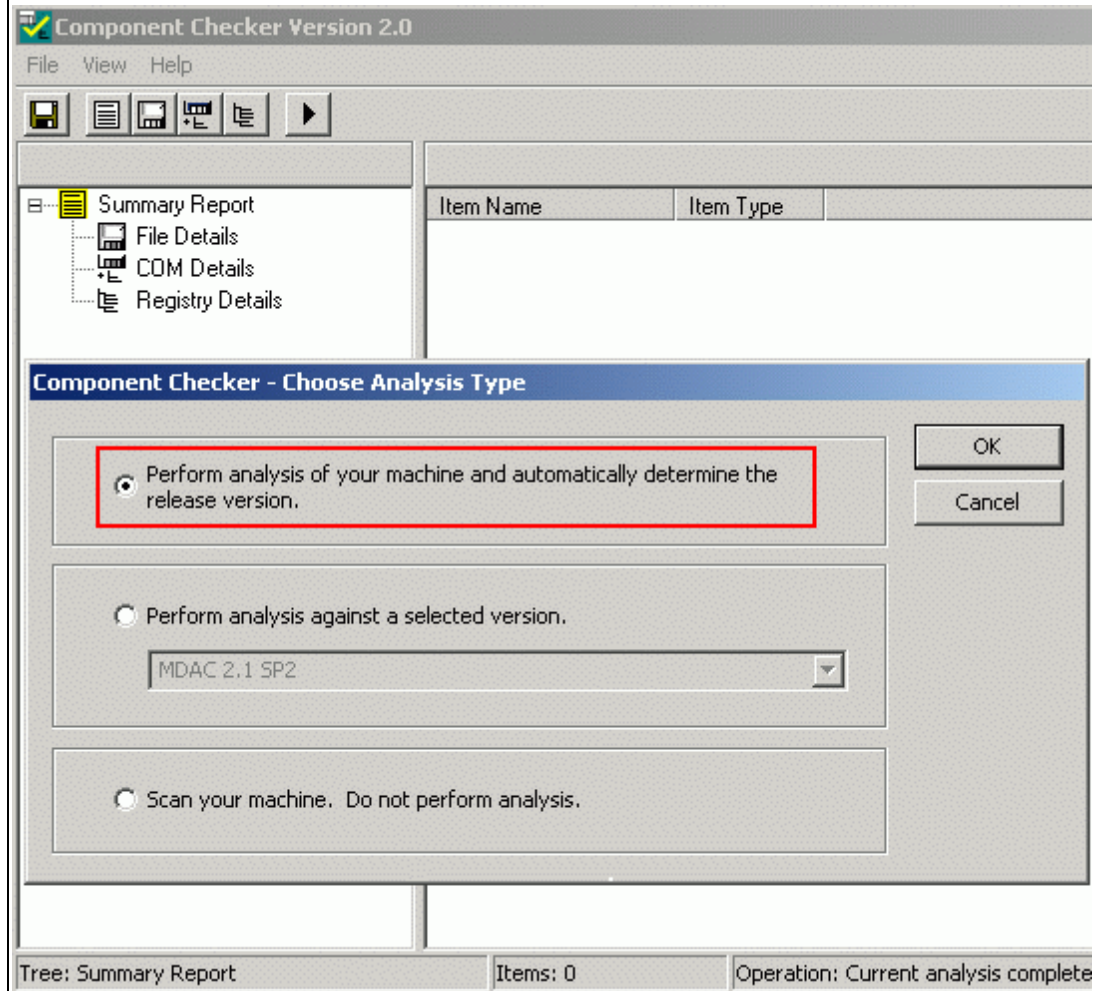 Component Checker Version 2.0
File View Help
Summary Report
File Details
COM Details
Registry Details
Item Name Item Type
Component Checker - Choose Analysis Type
Perform analysis of your machine and automatically determine the
release version.
OK
Cancel
Perform analysis against a selected version.
MDAC 2.1 SP2
Scan your machine. Do not perform analysis.
Tree: Summary Report Items: 0 Operation: Current analysis complete